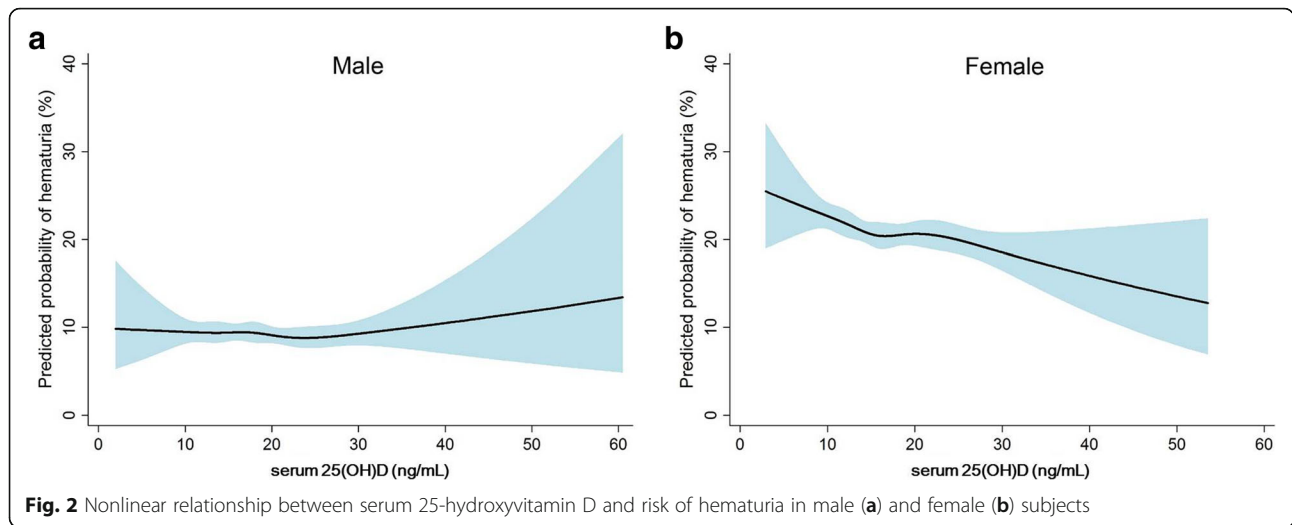 a
Male
Predicted probability of hematuria (%)
40
30
20
10
0
0 10 20 30 40 50 60
serum 25(OH)D (ng/mL)
b
Female
Predicted probability of hematuria (%)
40
30
20
10
0
0 10 20 30 40 50 60
serum 25(OH)D (ng/mL)
Fig. 2 Nonlinear relationship between serum 25-hydroxyvitamin D and risk of hematuria in male (a) and female (b) subjects